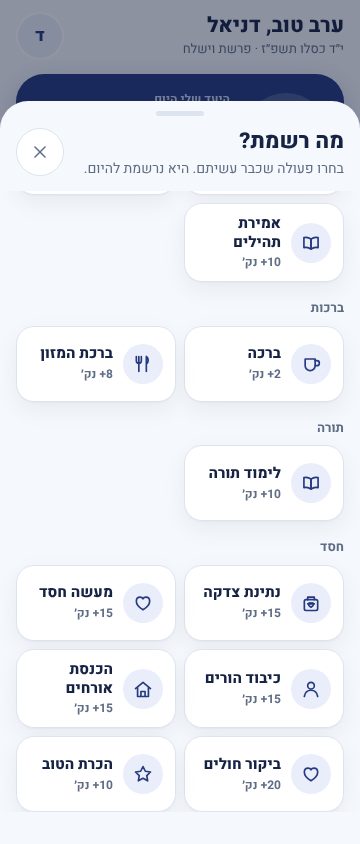 ערב טוב, דניאל
ד
י״ד כסלו תשפ״ז · פרשת וישלח
היעד שלי היום
מה רשמת?
בחרו פעולה שכבר עשיתם. היא נרשמת להיום.
אמירת
תהילים
+10 נק׳
ברכות
ברכה
+2 נק׳
ברכת המזון
+8 נק׳
תורה
לימוד תורה
+10 נק׳
חסד
נתינת צדקה
+15 נק׳
מעשה חסד
+15 נק׳
כיבוד הורים
+15 נק׳
הכנסת
אורחים
+15 נק׳
ביקור חולים
+20 נק׳
הכרת הטוב
+10 נק׳